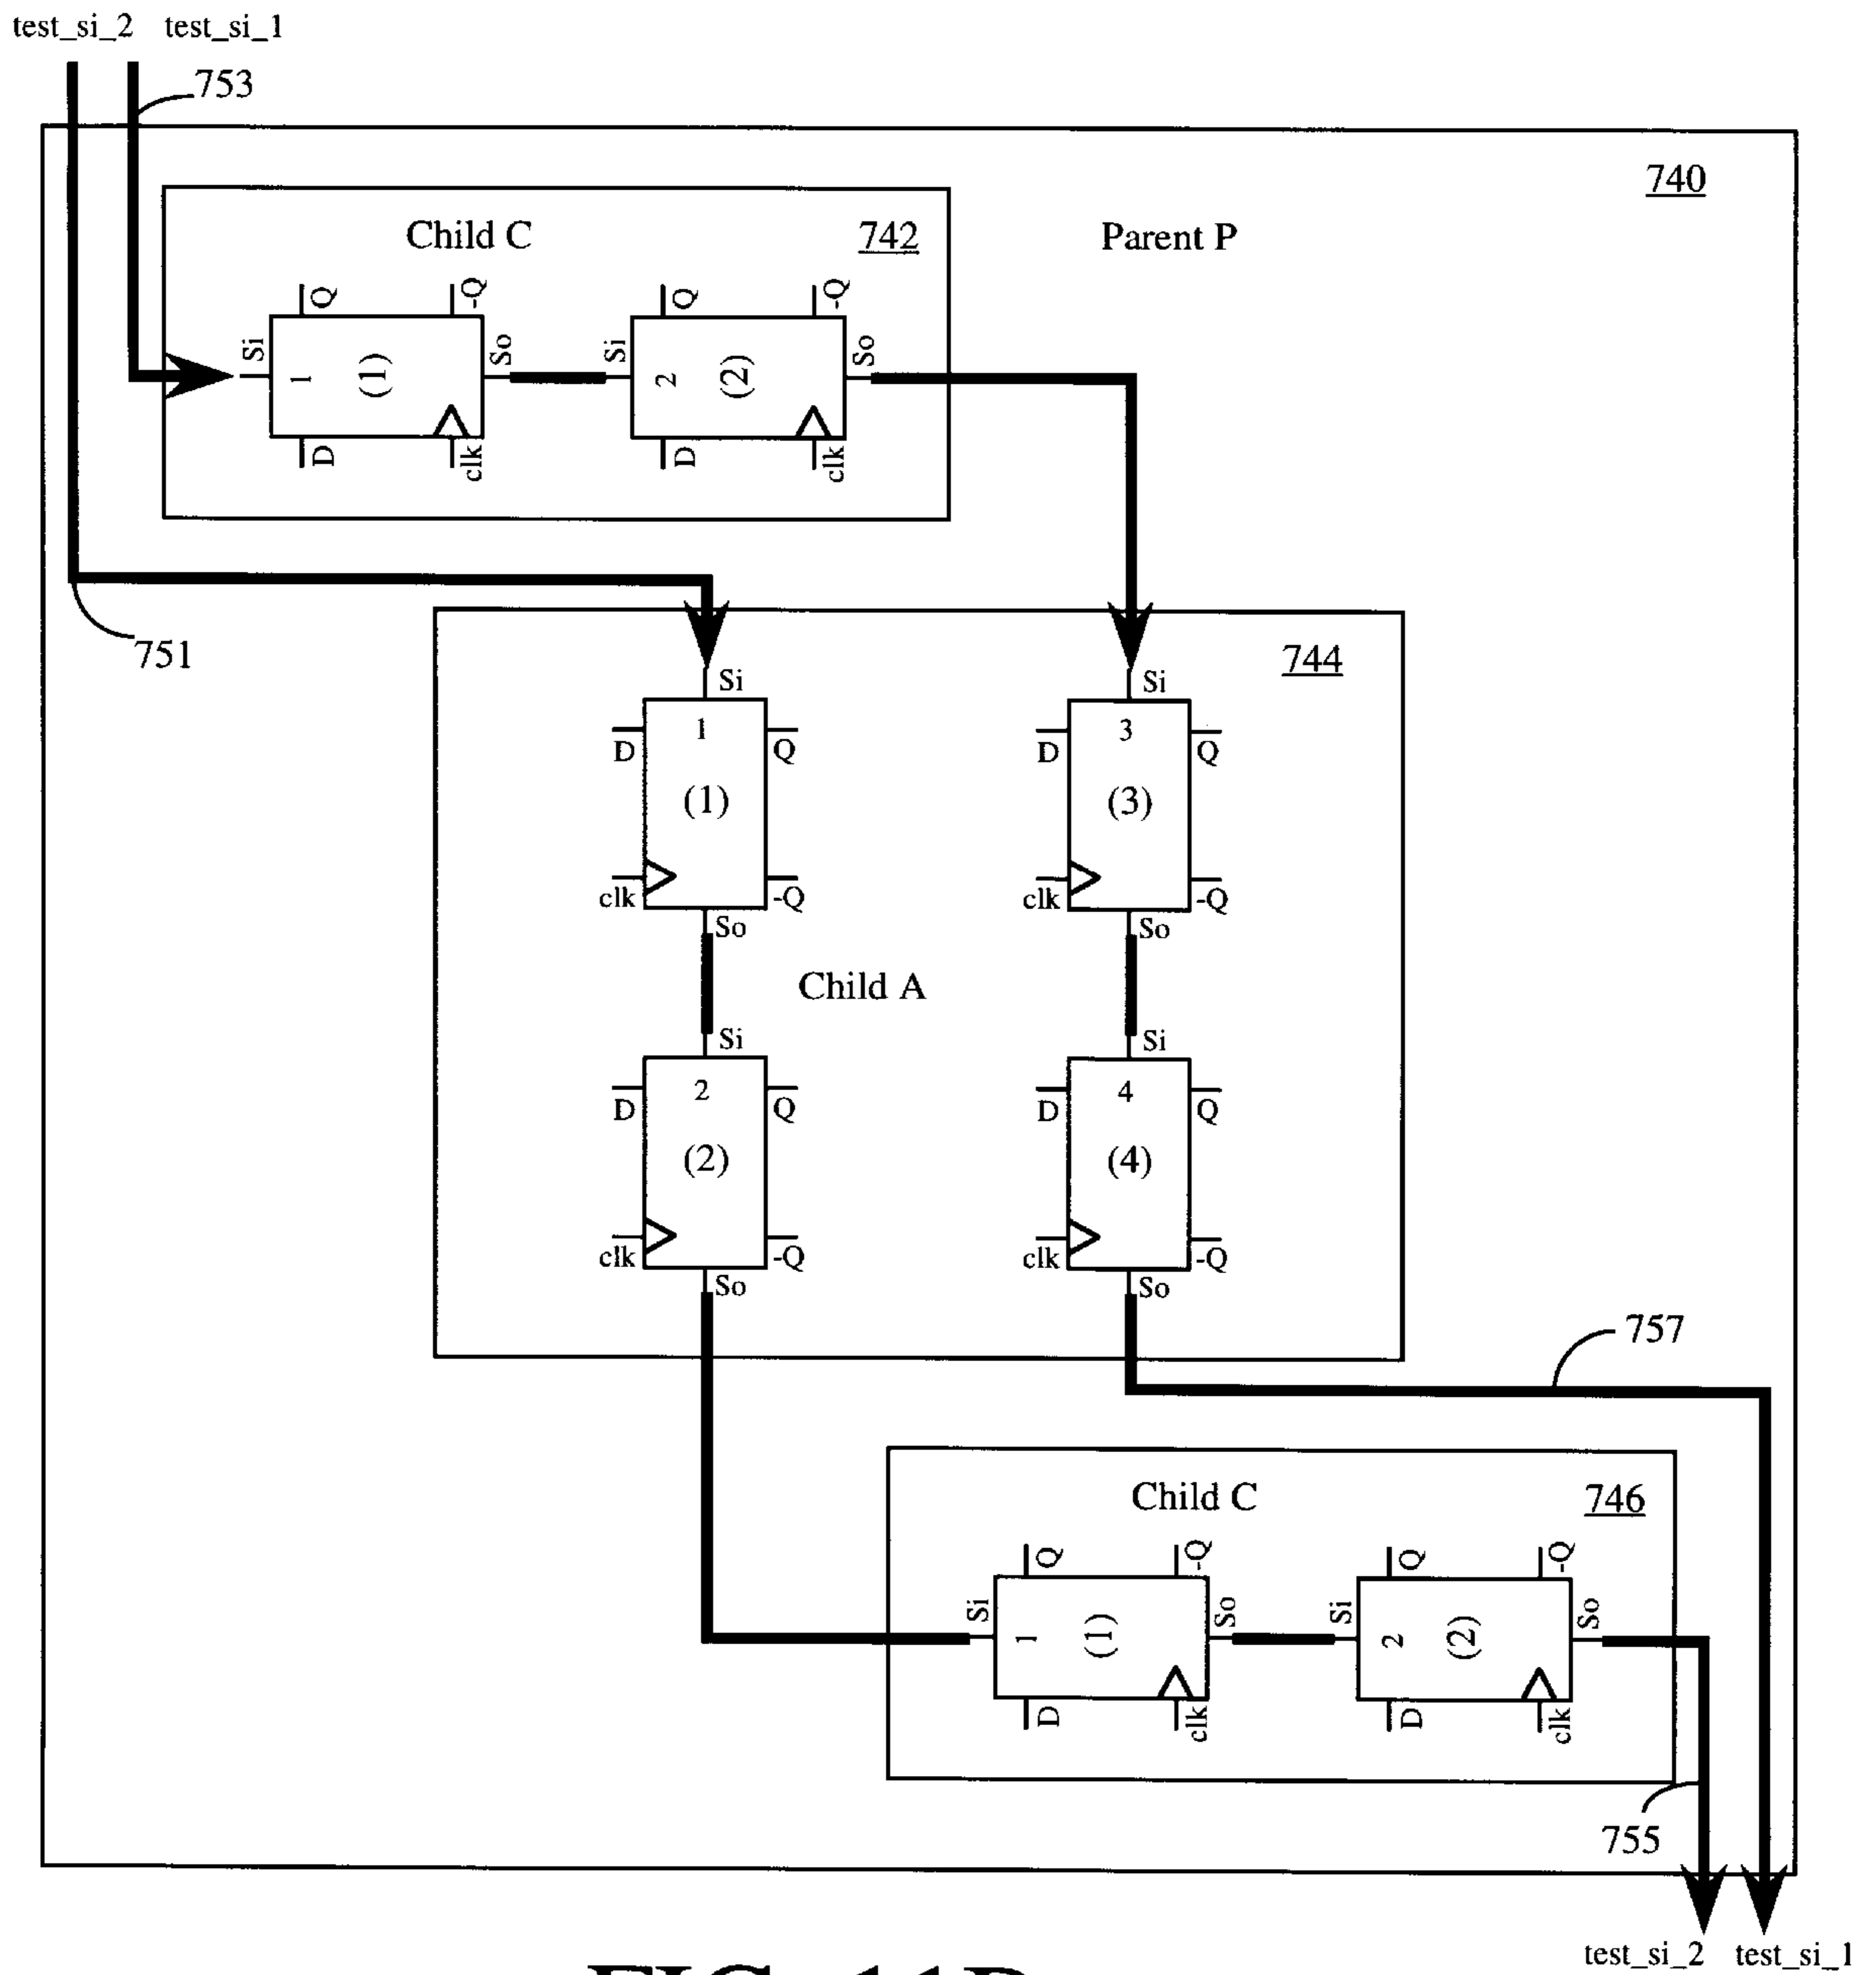 test_si_2 test_si_1
753
740
Child C 742 Parent P
Q -Q Q -Q
Si So Si So
1 (1) 2 (2)
D clk D clk
751
744
Si Si
1 3
D Q D Q
(1) (3)
clk -Q clk -Q
So So
Child A
Si Si
2 4
D Q D Q
(2) (4)
clk -Q clk -Q
So So
757
Child C 746
Q -Q Q -Q
Si So Si So
1 (1) 2 (2)
D clk D clk
755
test_si_2 test_si_1